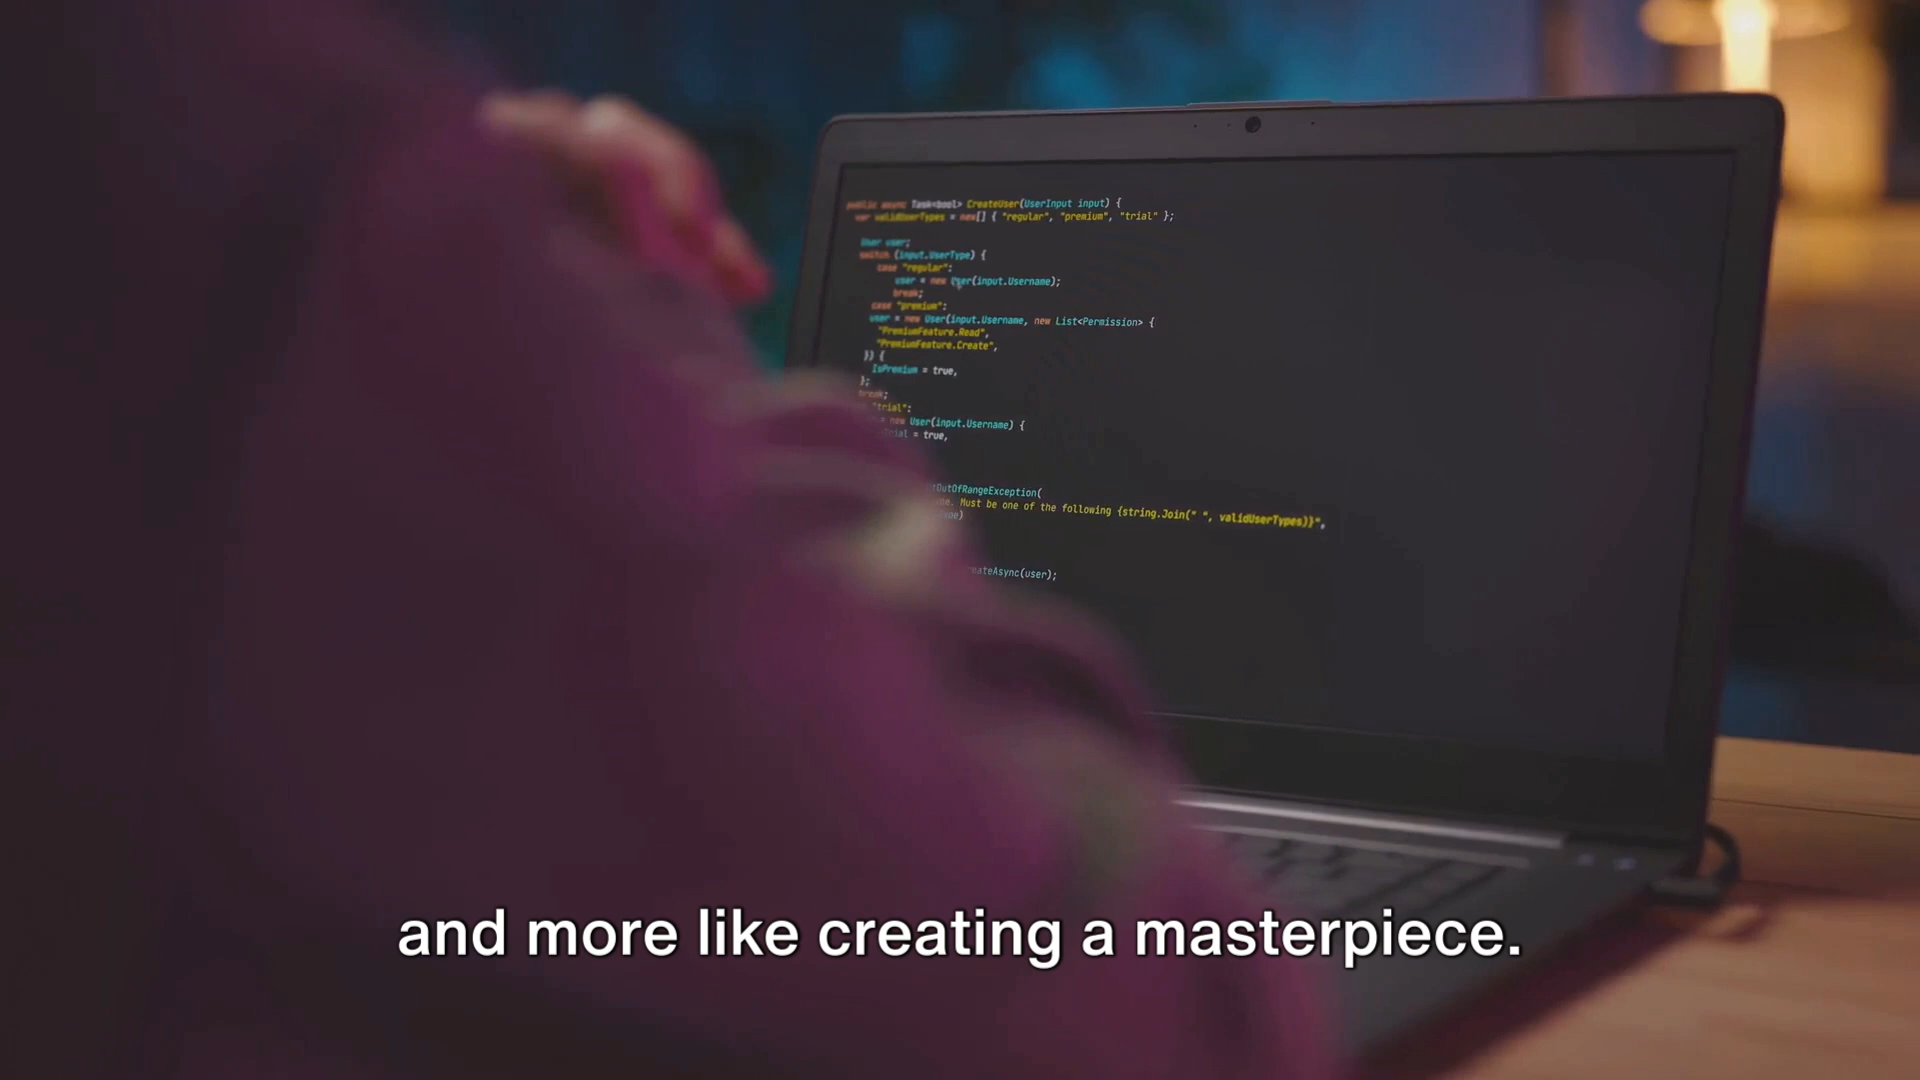 public async Task<bool> CreateUser(UserInput input) {
var validUserTypes = new[] { "regular", "premium", "trial" };
User user;
switch (input.UserType) {
case "regular":
user = new User(input.Username);
break;
case "premium":
user = new User(input.Username, new List<Permission> {
"PremiumFeature.Read",
"PremiumFeature.Create",
}) {
IsPremium = true,
};
break;
"trial":
= new User(input.Username) {
= true,
OutOfRangeException(
Must be one of the following {string.Join(" ", validUserTypes)}",
eateAsync(user);
and more like creating a masterpiece.